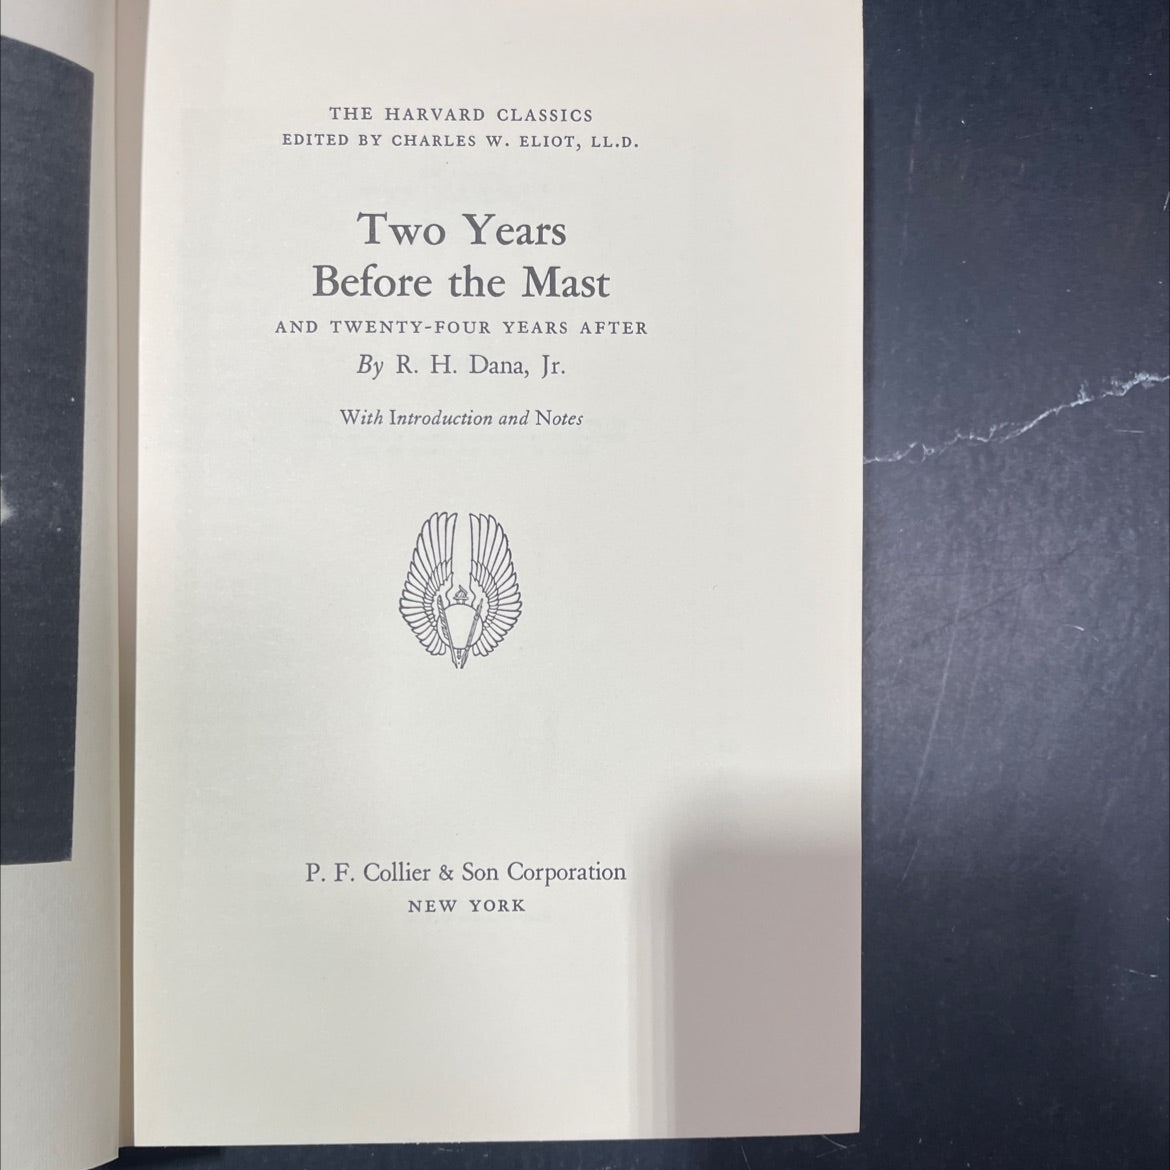 THE HARVARD CLASSICS
EDITED BY CHARLES W. ELIOT, LL.D.
Two Years
Before the Mast
AND TWENTY-FOUR YEARS AFTER
By R. H. Dana, Jr.
With Introduction and Notes
P. F. Collier & Son Corporation
NEW YORK